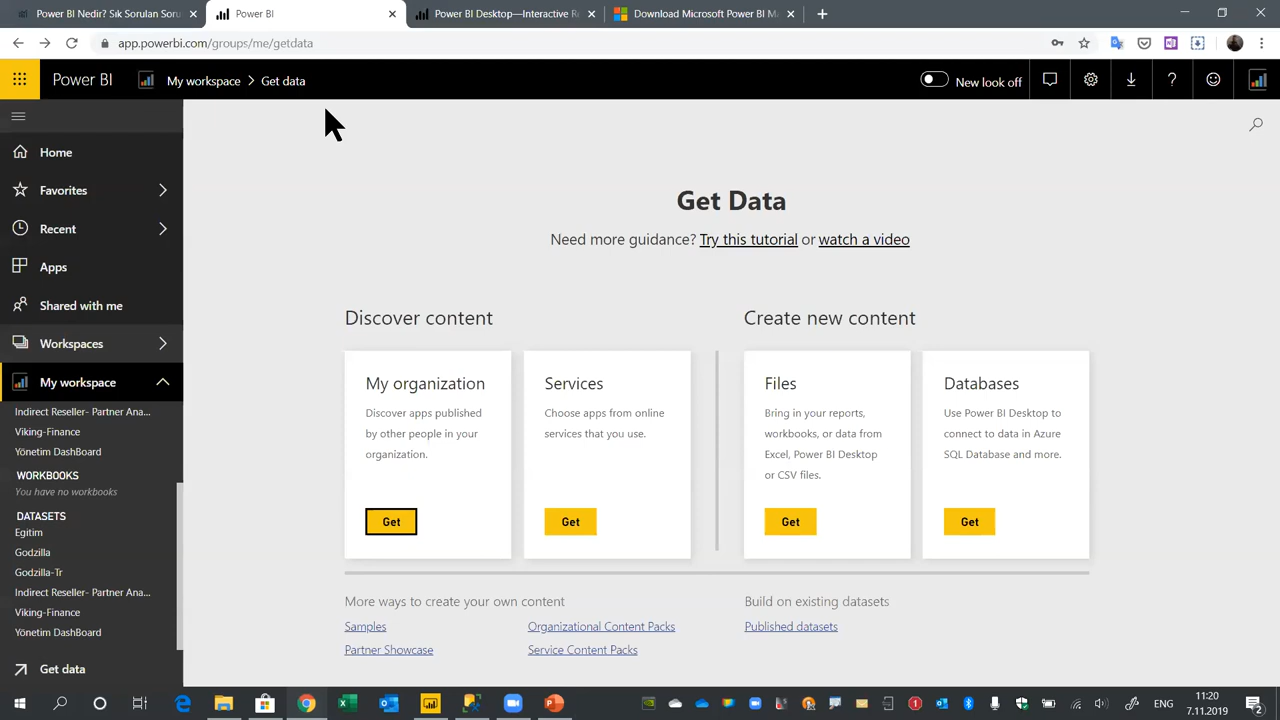 Power BI Nedir? Sık Sorulan Soru
Power BI
Power BI Desktop—Interactive Re
Download Microsoft Power BI Ma
app.powerbi.com/groups/me/getdata
Power BI
My workspace
Get data
New look off
Home
Favorites
Recent
Apps
Shared with me
Workspaces
My workspace
Indirect Reseller- Partner Ana...
Viking-Finance
Yönetim DashBoard
WORKBOOKS
You have no workbooks
DATASETS
Egitim
Godzilla
Godzilla-Tr
Indirect Reseller- Partner Ana...
Viking-Finance
Yönetim DashBoard
Get data
Get Data
Need more guidance? Try this tutorial or watch a video
Discover content
My organization
Discover apps published
by other people in your
organization.
Get
Services
Choose apps from online
services that you use.
Get
Create new content
Files
Bring in your reports,
workbooks, or data from
Excel, Power BI Desktop
or CSV files.
Get
Databases
Use Power BI Desktop to
connect to data in Azure
SQL Database and more.
Get
More ways to create your own content
Samples
Organizational Content Packs
Partner Showcase
Service Content Packs
Build on existing datasets
Published datasets
ENG
11:20
7.11.2019
2